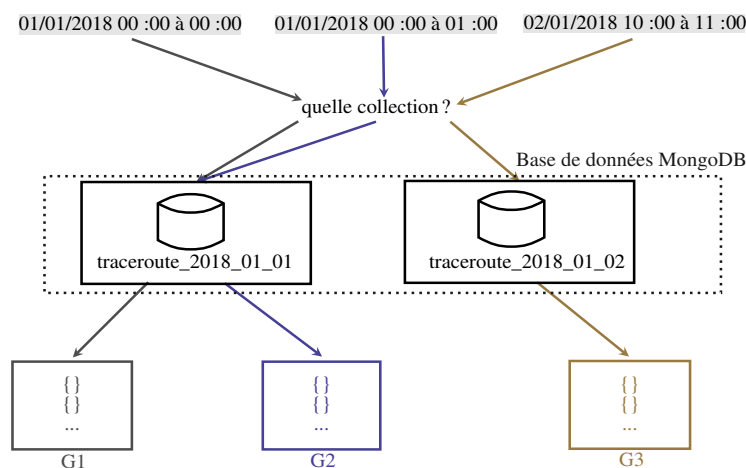 01/01/2018 00 :00 à 00 :00
01/01/2018 00 :00 à 01 :00
02/01/2018 10 :00 à 11 :00
quelle collection ?
Base de données MongoDB
traceroute_2018_01_01
traceroute_2018_01_02
{}
{}
...
{}
{}
...
{}
{}
...
G1
G2
G3